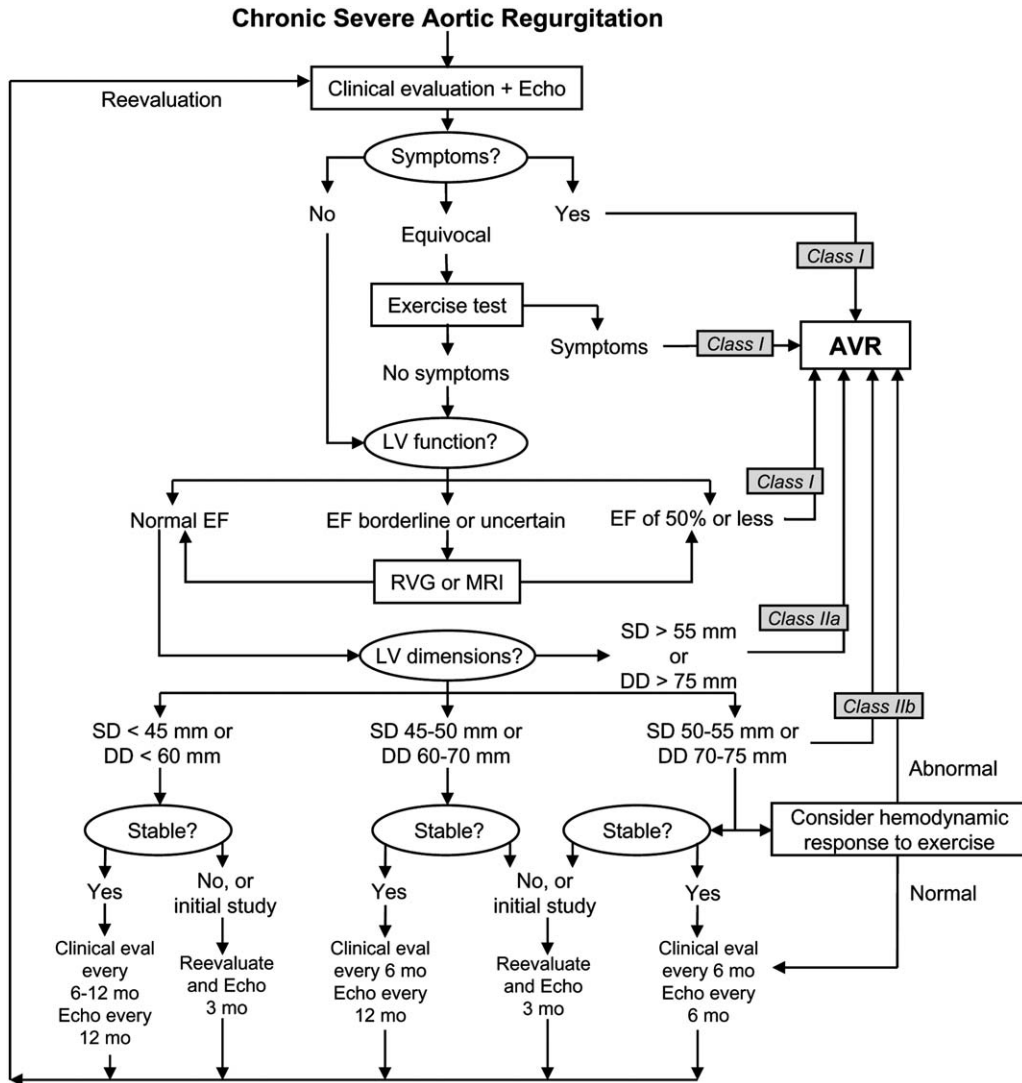 Chronic Severe Aortic Regurgitation
Reevaluation
Clinical evaluation + Echo
Symptoms?
No
Equivocal
Yes
Class I
Exercise test
Symptoms
Class I
AVR
No symptoms
LV function?
Class I
Normal EF
EF borderline or uncertain
EF of 50% or less
RVG or MRI
Class IIa
LV dimensions?
SD > 55 mm
or
DD > 75 mm
Class IIb
SD < 45 mm or
DD < 60 mm
SD 45-50 mm or
DD 60-70 mm
SD 50-55 mm or
DD 70-75 mm
Abnormal
Stable?
Stable?
Stable?
Consider hemodynamic
response to exercise
Yes
No, or
initial study
Yes
No, or
initial study
Yes
Normal
Clinical eval
every
6-12 mo
Echo every
12 mo
Reevaluate
and Echo
3 mo
Clinical eval
every 6 mo
Echo every
12 mo
Reevaluate
and Echo
3 mo
Clinical eval
every 6 mo
Echo every
6 mo